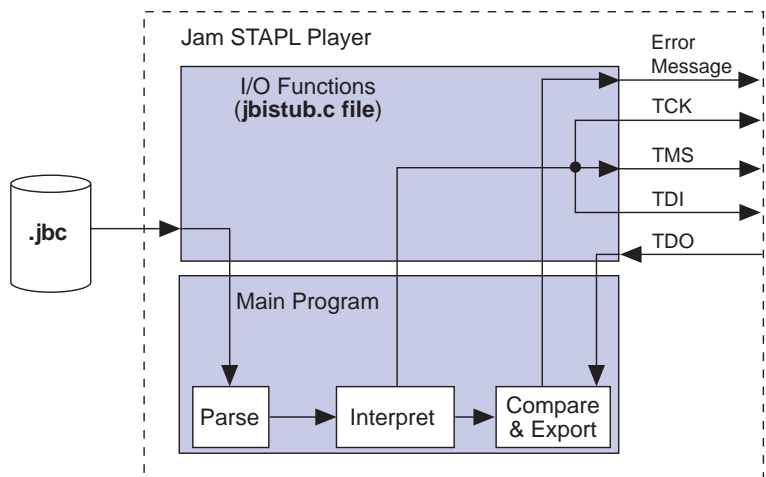 Jam STAPL Player
Error
Message
I/O Functions
(jbistub.c file)
TCK
TMS
TDI
TDO
.jbc
Main Program
Parse
Interpret
Compare
& Export